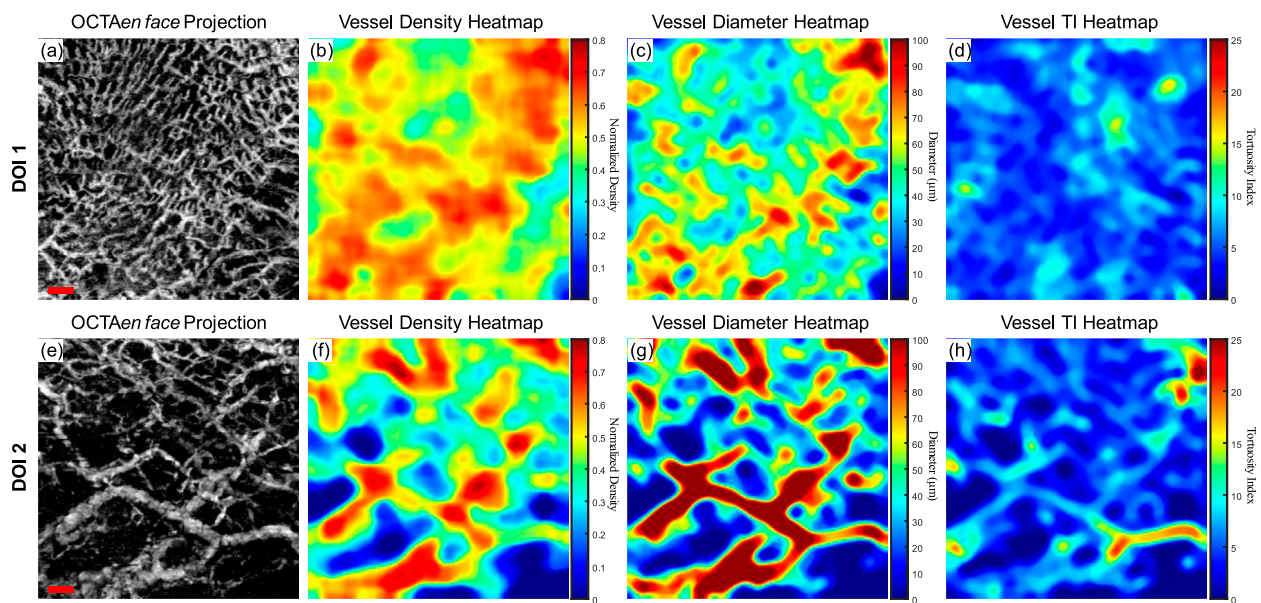 OCTAen face Projection
Vessel Density Heatmap
Vessel Diameter Heatmap
Vessel TI Heatmap
DOI 1
(a)
(b)
0.8
0.7
0.6
0.5
0.4
0.3
0.2
0.1
0
Normalized Density
(c)
100
90
80
70
60
50
40
30
20
10
0
Diameter (μm)
(d)
25
20
15
10
5
0
Tortuosity Index
OCTAen face Projection
Vessel Density Heatmap
Vessel Diameter Heatmap
Vessel TI Heatmap
DOI 2
(e)
(f)
0.8
0.7
0.6
0.5
0.4
0.3
0.2
0.1
0
Normalized Density
(g)
100
90
80
70
60
50
40
30
20
10
0
Diameter (μm)
(h)
25
20
15
10
5
0
Tortuosity Index